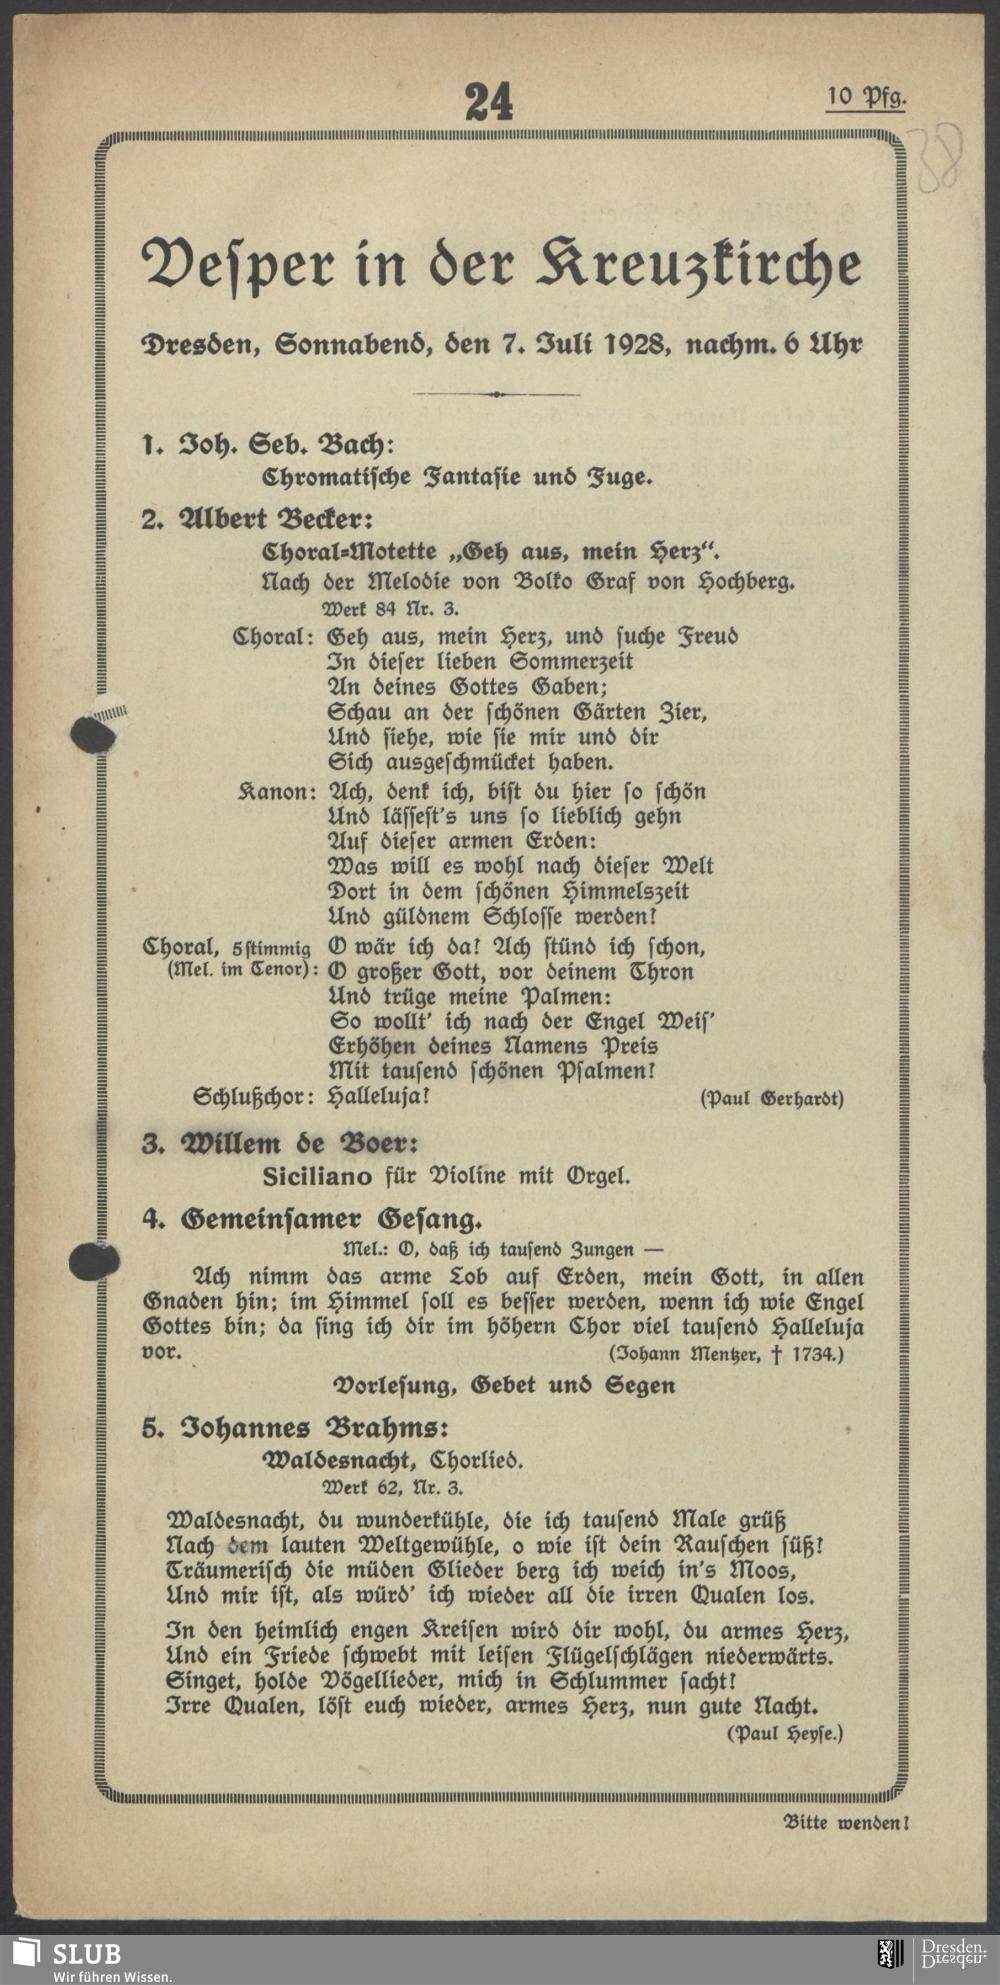 24
10 Pfg.
38
Vesper in der Kreuzkirche
Dresden, Sonnabend, den 7. Juli 1928, nachm. 6 Uhr
1. Joh. Seb. Bach:
Chromatische Fantasie und Fuge.
2. Albert Becker:
Choral-Motette „Geh aus, mein Herz“.
Nach der Melodie von Bolko Graf von Hochberg.
Werk 84 Nr. 3.
Choral: Geh aus, mein Herz, und suche Freud
In dieser lieben Sommerzeit
An deines Gottes Gaben;
Schau an der schönen Gärten Zier,
Und siehe, wie sie mir und dir
Sich ausgeschmücket haben.
Kanon: Ach, denk ich, bist du hier so schön
Und lässest's uns so lieblich gehn
Auf dieser armen Erden:
Was will es wohl nach dieser Welt
Dort in dem schönen Himmelszeit
Und güldnem Schlosse werden!
Choral, 5stimmig O wär ich da! Ach stünd ich schon,
(Mel. im Tenor): O großer Gott, vor deinem Thron
Und trüge meine Palmen:
So wollt' ich nach der Engel Weis'
Erhöhen deines Namens Preis
Mit tausend schönen Psalmen!
Schlußchor: Halleluja! (Paul Gerhardt)
3. Willem de Boer:
Siciliano für Violine mit Orgel.
4. Gemeinsamer Gesang.
Mel.: O, daß ich tausend Zungen —
Ach nimm das arme Lob auf Erden, mein Gott, in allen
Gnaden hin; im Himmel soll es besser werden, wenn ich wie Engel
Gottes bin; da sing ich dir im höhern Chor viel tausend Halleluja
vor. (Johann Mentzer, † 1734.)
Vorlesung, Gebet und Segen
5. Johannes Brahms:
Waldesnacht, Chorlied.
Werk 62, Nr. 3.
Waldesnacht, du wunderkühle, die ich tausend Male grüß
Nach dem lauten Weltgewühle, o wie ist dein Rauschen süß!
Träumerisch die müden Glieder berg ich weich in's Moos,
Und mir ist, als würd' ich wieder all die irren Qualen los.
In den heimlich engen Kreisen wird dir wohl, du armes Herz,
Und ein Friede schwebt mit leisen Flügelschlägen niederwärts.
Singet, holde Vögellieder, mich in Schlummer sacht!
Irre Qualen, löst euch wieder, armes Herz, nun gute Nacht.
(Paul Heyse.)
Bitte wenden!
SLUB
Wir führen Wissen.
Dresden.
Dresden.